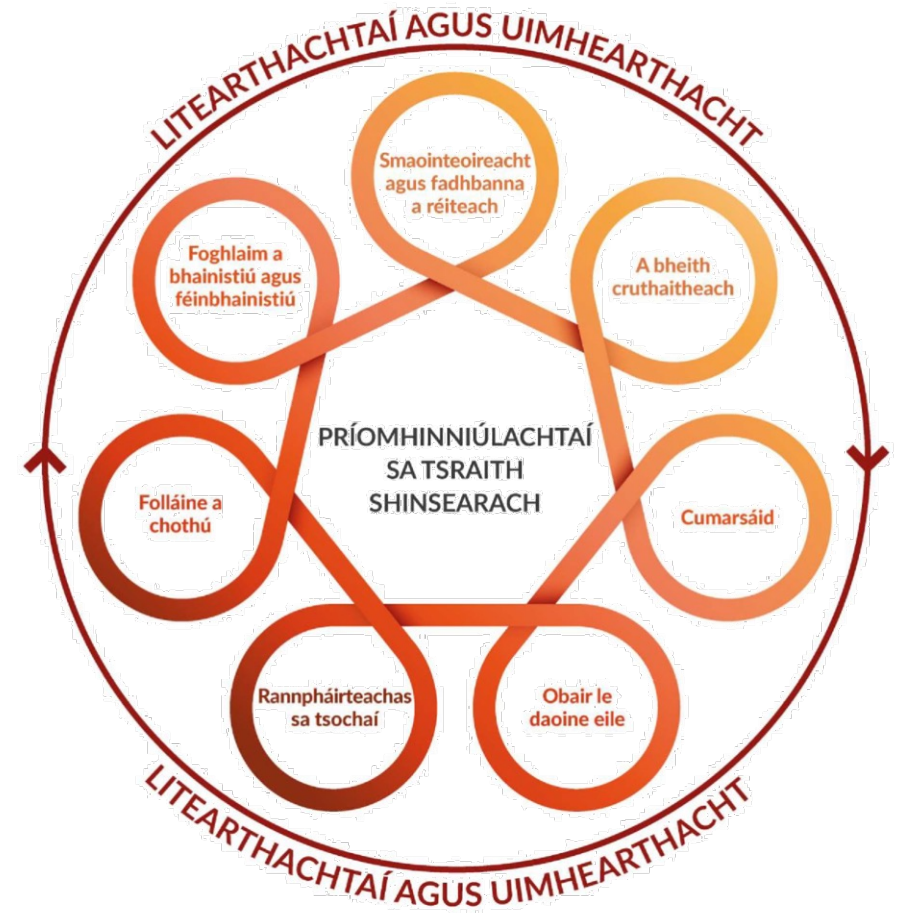 LITEARTHACHTAÍ AGUS UIMHEARTHACHT
Smaointeoireacht
agus fadhbanna
a réiteach
A bheith
cruthaitheach
Cumarsáid
Obair le
daoine eile
Rannpháirteachas
sa tsochaí
Folláine a
chothú
Foghlaim a
bhainistiú agus
féinbhainistiú
PRÍOMHINNIÚLACHTAÍ
SA TSRAITH
SHINSEARACH
LITEARTHACHTAÍ AGUS UIMHEARTHACHT